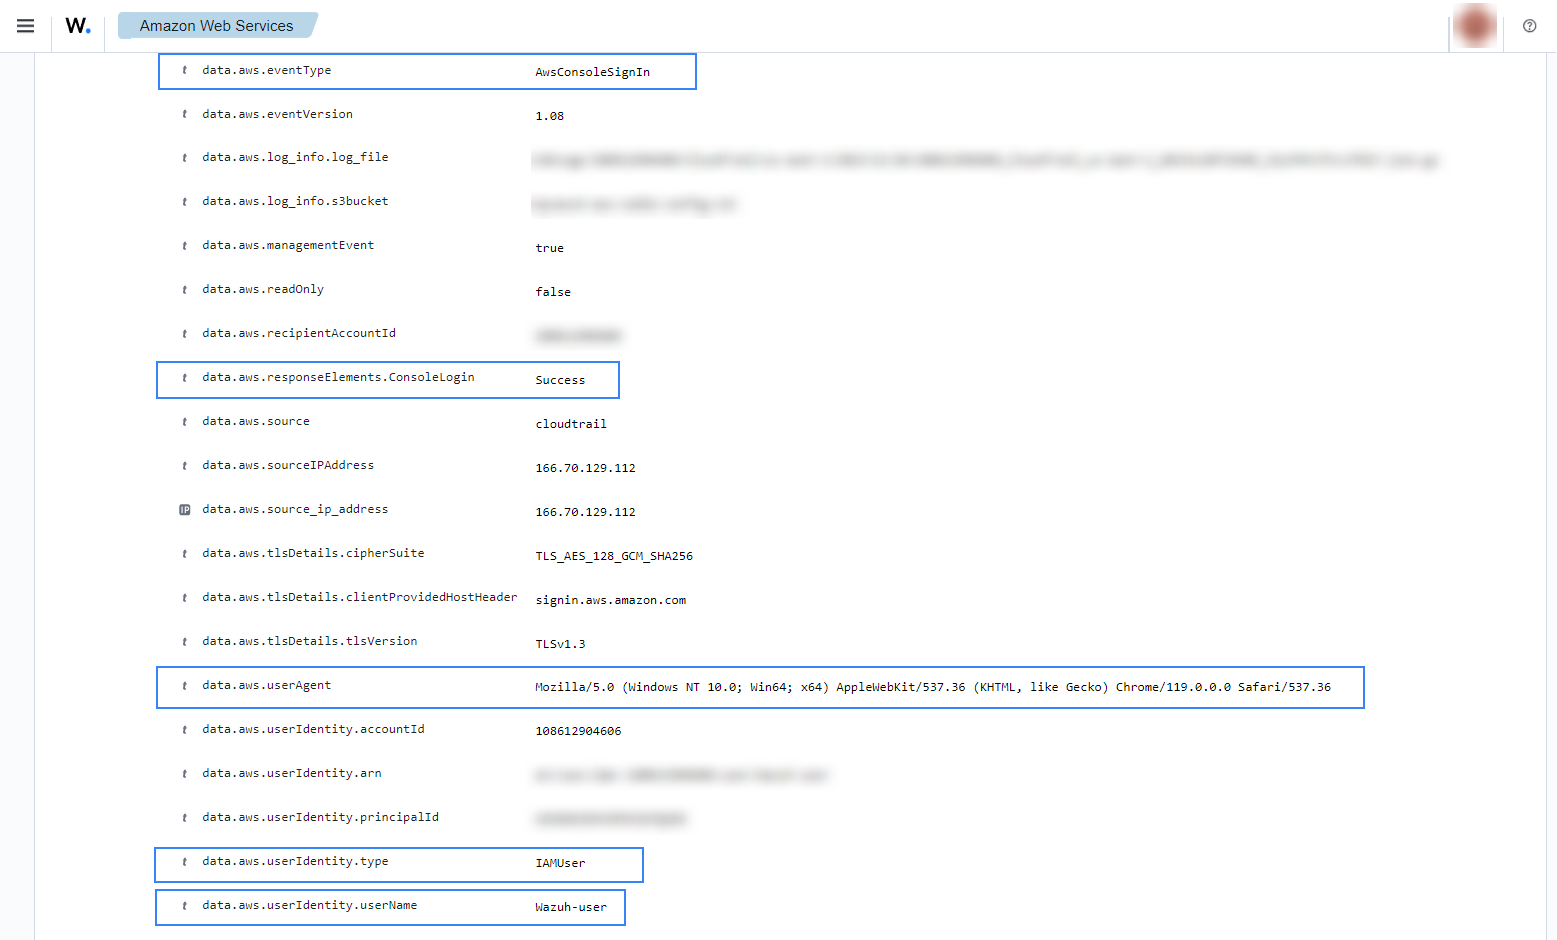 W.
Amazon Web Services
t data.aws.eventType AwsConsoleSignIn
t data.aws.eventVersion 1.08
t data.aws.log_info.log_file
t data.aws.log_info.s3bucket
t data.aws.managementEvent true
t data.aws.readOnly false
t data.aws.recipientAccountId
t data.aws.responseElements.ConsoleLogin Success
t data.aws.source cloudtrail
t data.aws.sourceIPAddress 166.70.129.112
IP data.aws.source_ip_address 166.70.129.112
t data.aws.tlsDetails.cipherSuite TLS_AES_128_GCM_SHA256
t data.aws.tlsDetails.clientProvidedHostHeader signin.aws.amazon.com
t data.aws.tlsDetails.tlsVersion TLSv1.3
t data.aws.userAgent Mozilla/5.0 (Windows NT 10.0; Win64; x64) AppleWebKit/537.36 (KHTML, like Gecko) Chrome/119.0.0.0 Safari/537.36
t data.aws.userIdentity.accountId 108612904606
t data.aws.userIdentity.arn
t data.aws.userIdentity.principalId
t data.aws.userIdentity.type IAMUser
t data.aws.userIdentity.userName Wazuh-user